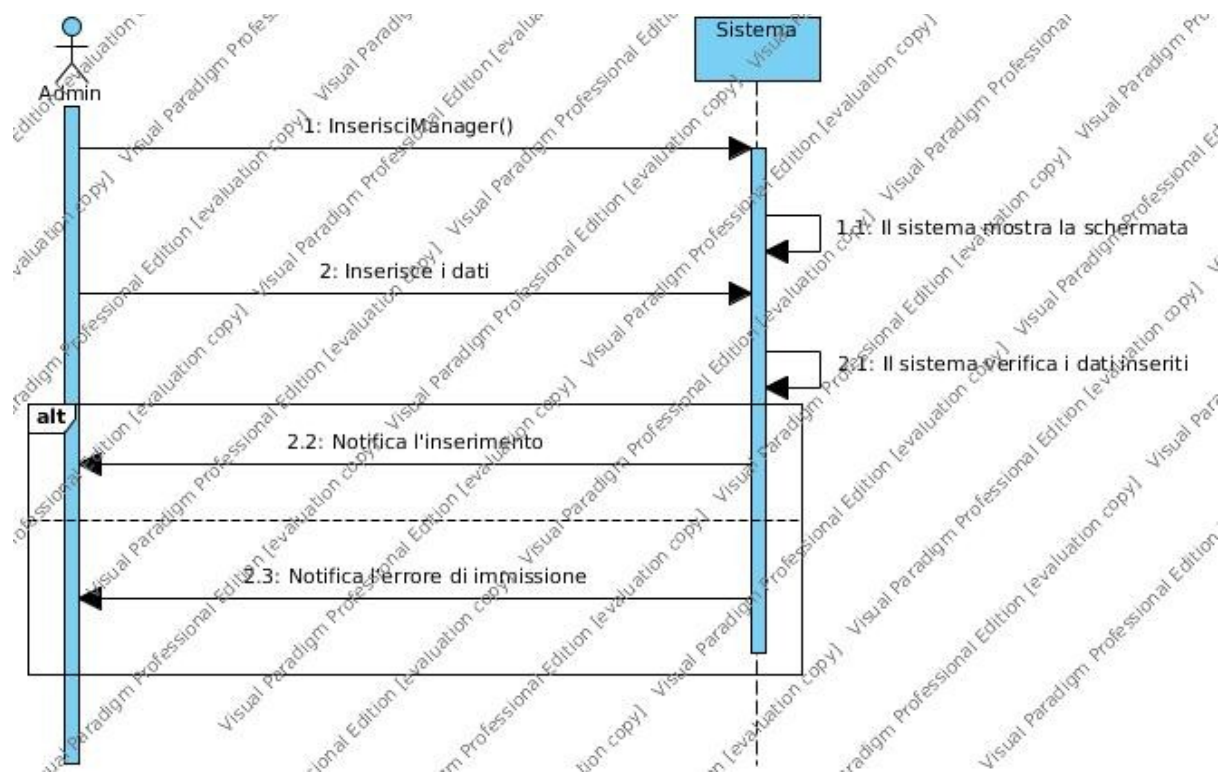 Admin
Sistema
1: InserisciManager()
1.1: Il sistema mostra la schermata
2: Inserisce i dati
2.1: Il sistema verifica i dati inseriti
alt
2.2: Notifica l'inserimento
2.3: Notifica l'errore di immissione
Visual Paradigm Professional Edition [evaluation copy]